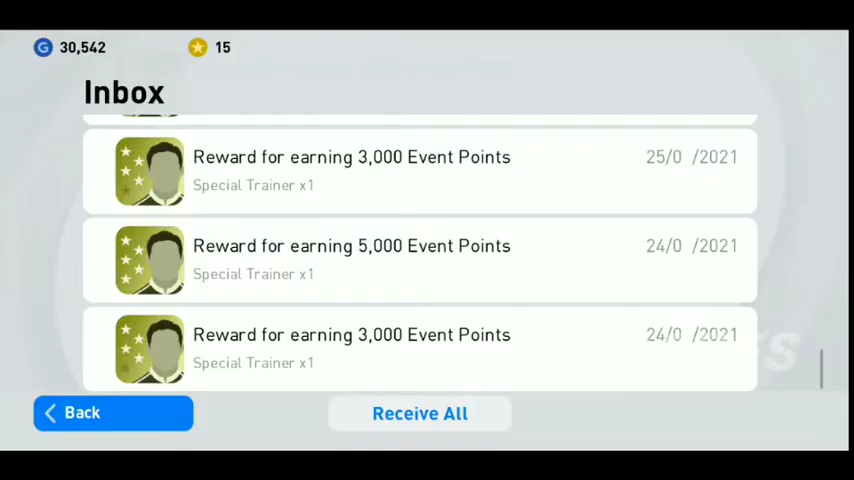 G 30,542 15
Inbox
Reward for earning 3,000 Event Points 25/0 /2021
Special Trainer x1
Reward for earning 5,000 Event Points 24/0 /2021
Special Trainer x1
Reward for earning 3,000 Event Points 24/0 /2021
Special Trainer x1
Back Receive All